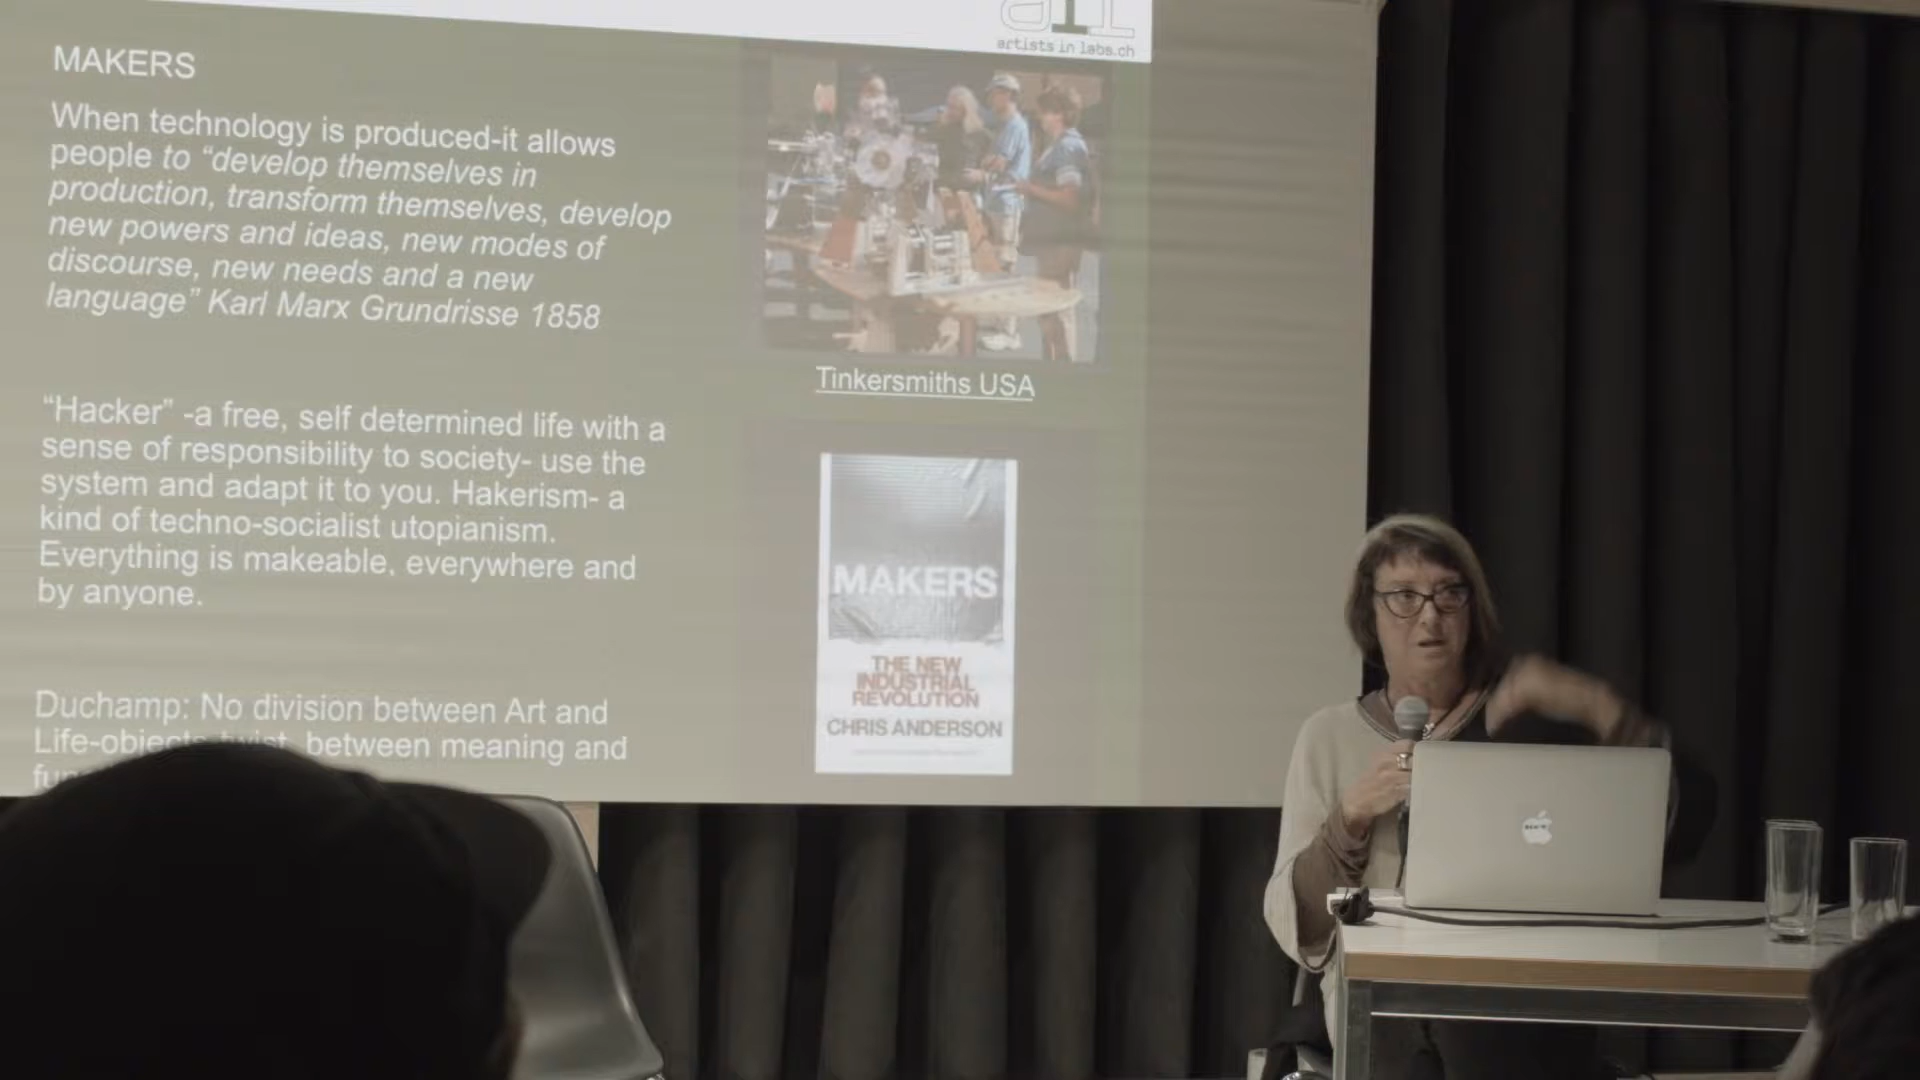 artists in labs.ch
MAKERS
When technology is produced-it allows
people to “develop themselves in
production, transform themselves, develop
new powers and ideas, new modes of
discourse, new needs and a new
language” Karl Marx Grundrisse 1858
“Hacker” -a free, self determined life with a
sense of responsibility to society- use the
system and adapt it to you. Hakerism- a
kind of techno-socialist utopianism.
Everything is makeable, everywhere and
by anyone.
Duchamp: No division between Art and
Life-objects twist between meaning and
Tinkersmiths USA
MAKERS
THE NEW
INDUSTRIAL
REVOLUTION
CHRIS ANDERSON